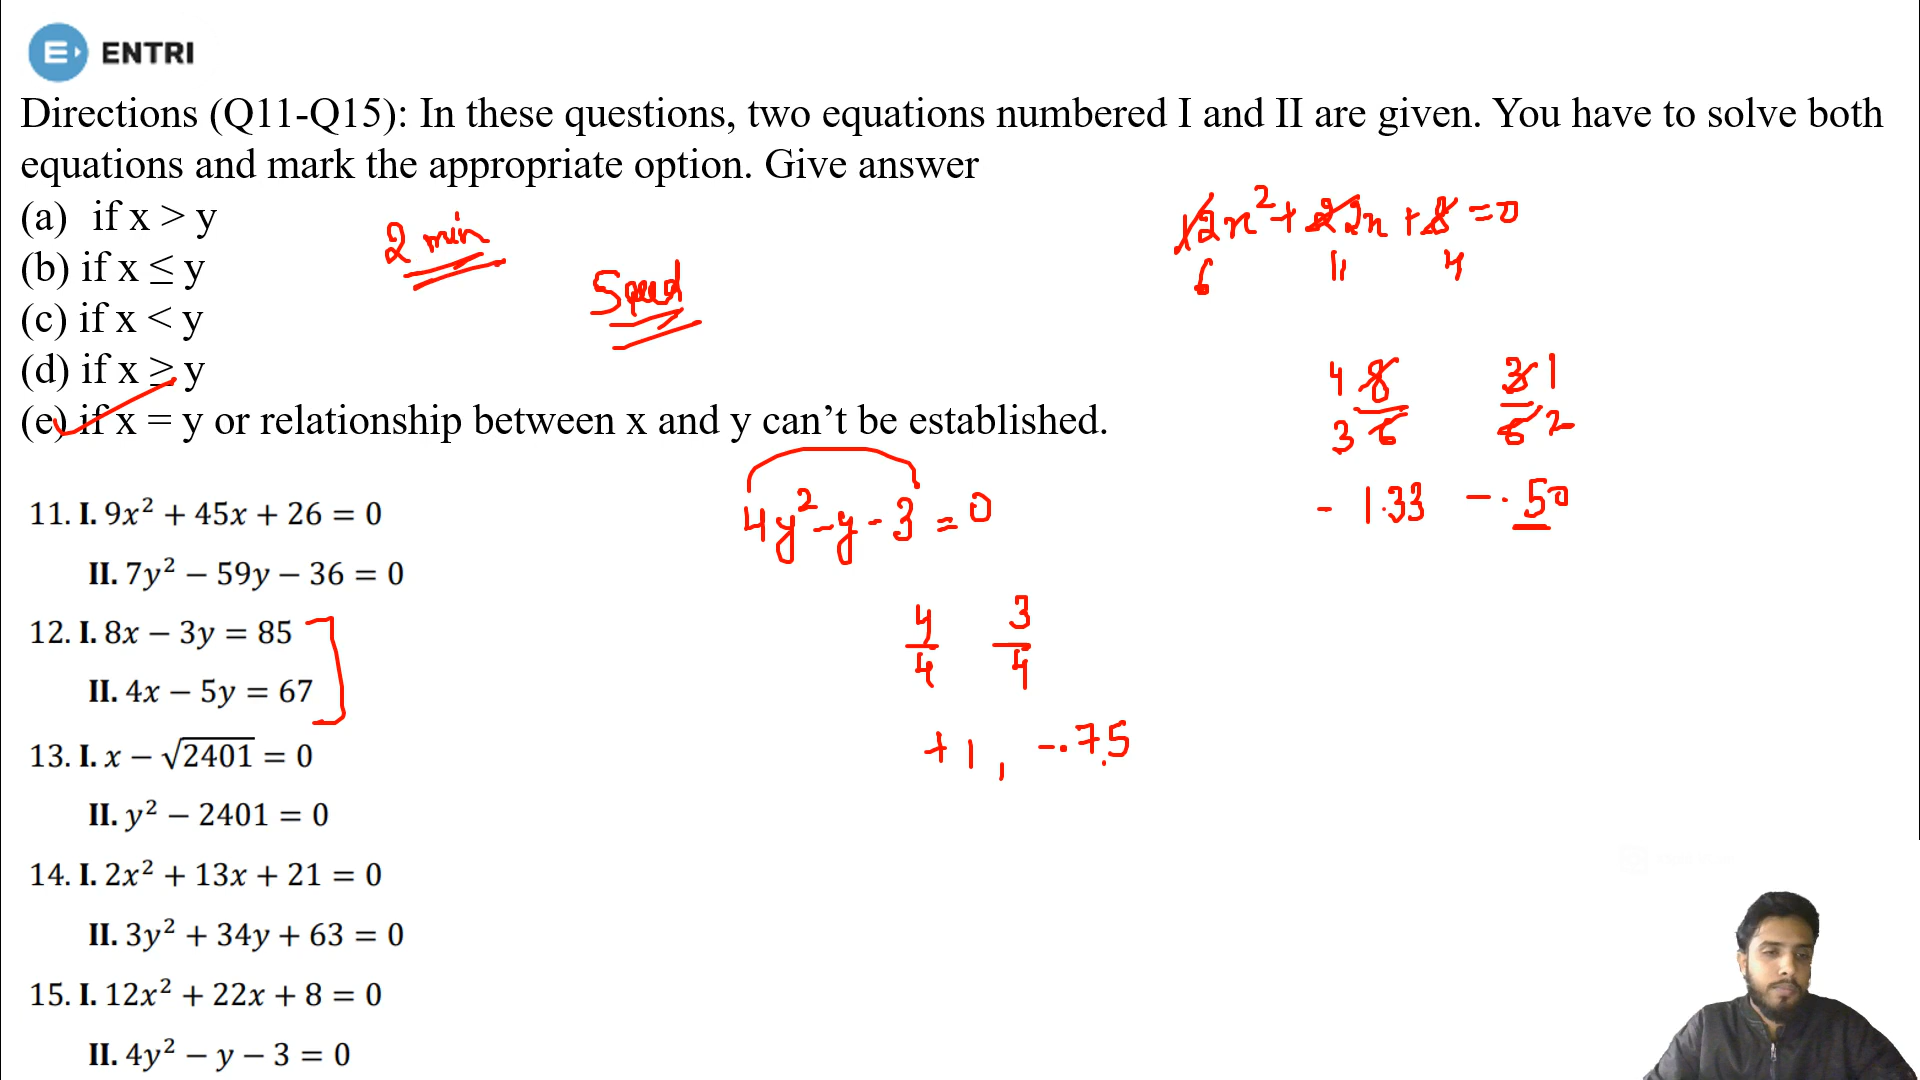 ENTRI
Directions (Q11-Q15): In these questions, two equations numbered I and II are given. You have to solve both
equations and mark the appropriate option. Give answer
(a) if x > y
(b) if x ≤ y
(c) if x < y
(d) if x ≥ y
(e) if x = y or relationship between x and y can't be established.
2 min
Speed
12x² + 22x + 8 = 0
6 11 4
4 8 3 1
3 6 6 2
- 1.33 - .50
4y² - y - 3 = 0
4 3
4 4
+1, -.75
11. I. 9x² + 45x + 26 = 0
II. 7y² − 59y − 36 = 0
12. I. 8x − 3y = 85
II. 4x − 5y = 67
13. I. x − √2401 = 0
II. y² − 2401 = 0
14. I. 2x² + 13x + 21 = 0
II. 3y² + 34y + 63 = 0
15. I. 12x² + 22x + 8 = 0
II. 4y² − y − 3 = 0